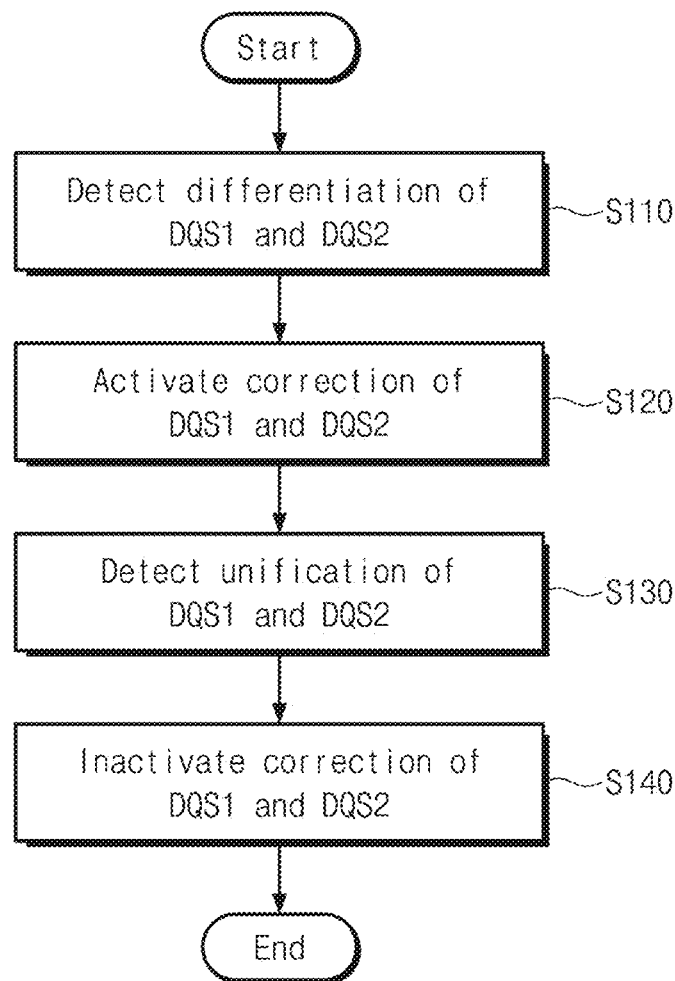 Start
Detect differentiation of
DQS1 and DQS2
S110
Activate correction of
DQS1 and DQS2
S120
Detect unification of
DQS1 and DQS2
S130
Inactivate correction of
DQS1 and DQS2
S140
End